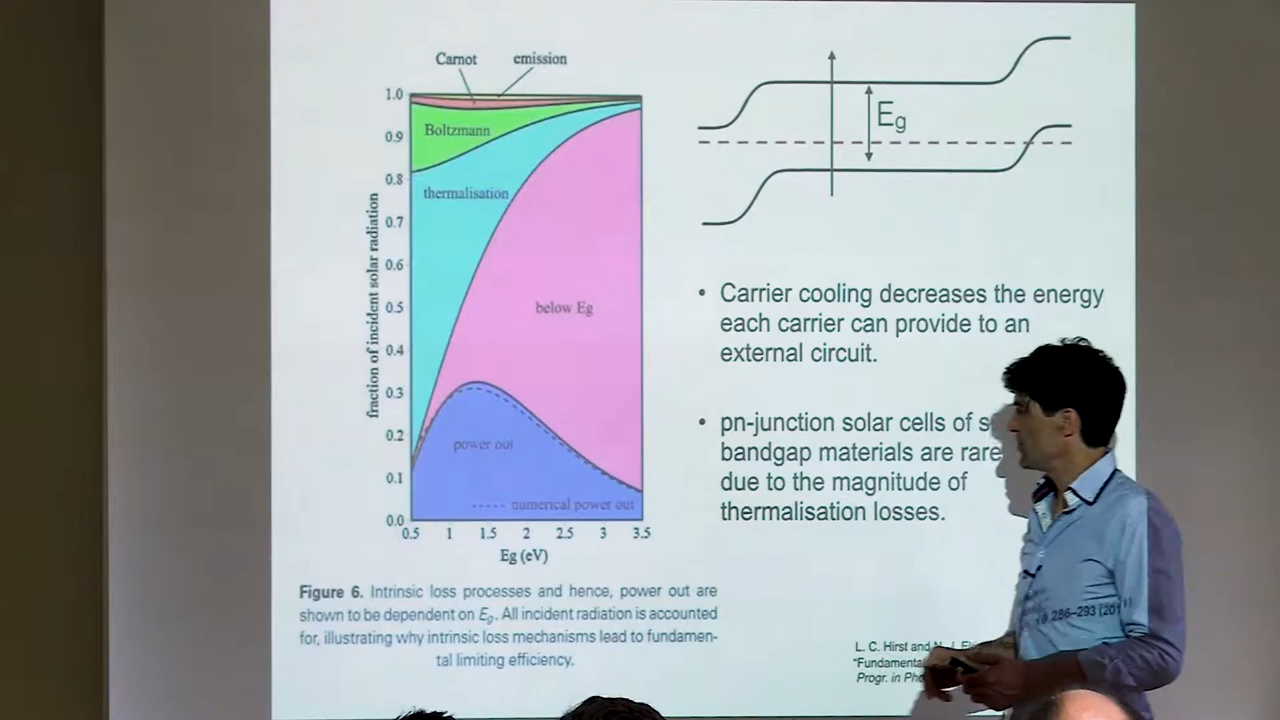 Carnot emission
1.0
Boltzmann
0.9
0.8
thermalisation
0.7
0.6
0.5
below Eg
0.4
0.3
0.2
power out
0.1
numerical power out
0.0
0.5 1 1.5 2 2.5 3 3.5
Eg (eV)
fraction of incident solar radiation
Figure 6. Intrinsic loss processes and hence, power out are
shown to be dependent on Eg. All incident radiation is accounted
for, illustrating why intrinsic loss mechanisms lead to fundamen-
tal limiting efficiency.
Eg
• Carrier cooling decreases the energy
each carrier can provide to an
external circuit.
• pn-junction solar cells of
bandgap materials are rare
due to the magnitude of
thermalisation losses.
L. C. Hirst and N. J.
"Fundamental
Progr. in
286–293